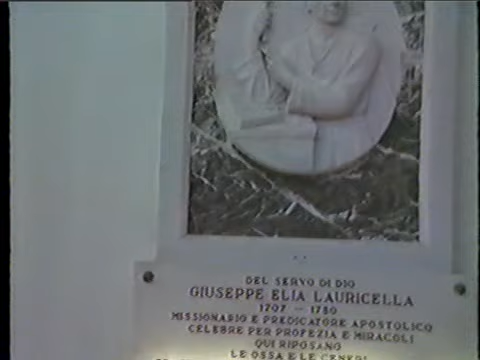 DEL SERVO DI DIO
GIUSEPPE ELIA LAURICELLA
1707 - 1780
MISSIONARIO E PREDICATORE APOSTOLICO
CELEBRE PER PROFEZIA E MIRACOLI
QUI RIPOSANO
LE OSSA E LE CENERI